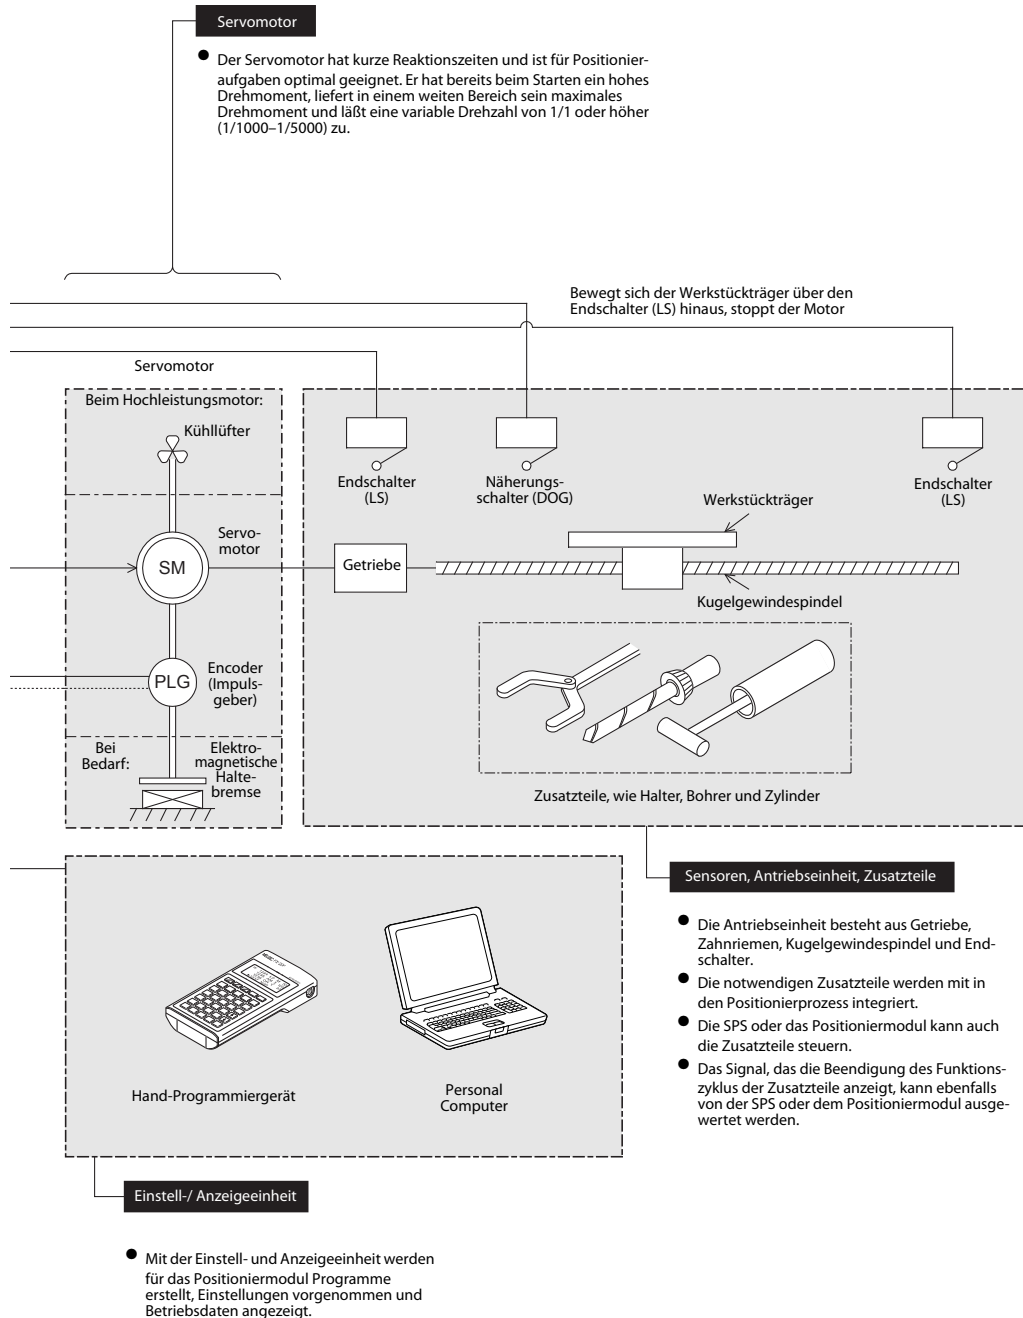 Servomotor
● Der Servomotor hat kurze Reaktionszeiten und ist für Positionier-
aufgaben optimal geeignet. Er hat bereits beim Starten ein hohes
Drehmoment, liefert in einem weiten Bereich sein maximales
Drehmoment und läßt eine variable Drehzahl von 1/1 oder höher
(1/1000–1/5000) zu.
Bewegt sich der Werkstückträger über den
Endschalter (LS) hinaus, stoppt der Motor
Servomotor
Beim Hochleistungsmotor:
Kühllüfter
Servo-
motor
SM
Encoder
(Impuls-
geber)
PLG
Bei
Bedarf:
Elektro-
magnetische
Halte-
bremse
Endschalter
(LS)
Näherungs-
schalter (DOG)
Endschalter
(LS)
Werkstückträger
Getriebe
Kugelgewindespindel
Zusatzteile, wie Halter, Bohrer und Zylinder
Sensoren, Antriebseinheit, Zusatzteile
● Die Antriebseinheit besteht aus Getriebe,
Zahnriemen, Kugelgewindespindel und End-
schalter.
● Die notwendigen Zusatzteile werden mit in
den Positionierprozess integriert.
● Die SPS oder das Positioniermodul kann auch
die Zusatzteile steuern.
● Das Signal, das die Beendigung des Funktions-
zyklus der Zusatzteile anzeigt, kann ebenfalls
von der SPS oder dem Positioniermodul ausge-
wertet werden.
Hand-Programmiergerät
Personal
Computer
Einstell-/ Anzeigeeinheit
● Mit der Einstell- und Anzeigeeinheit werden
für das Positioniermodul Programme
erstellt, Einstellungen vorgenommen und
Betriebsdaten angezeigt.